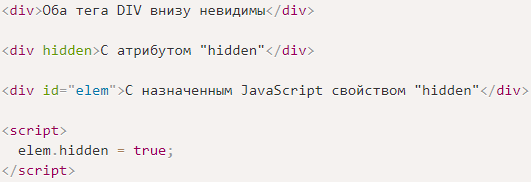 <div>Оба тега DIV внизу невидимы</div>
<div hidden>С атрибутом "hidden"</div>
<div id="elem">С назначенным JavaScript свойством "hidden"</div>
<script>
elem.hidden = true;
</script>